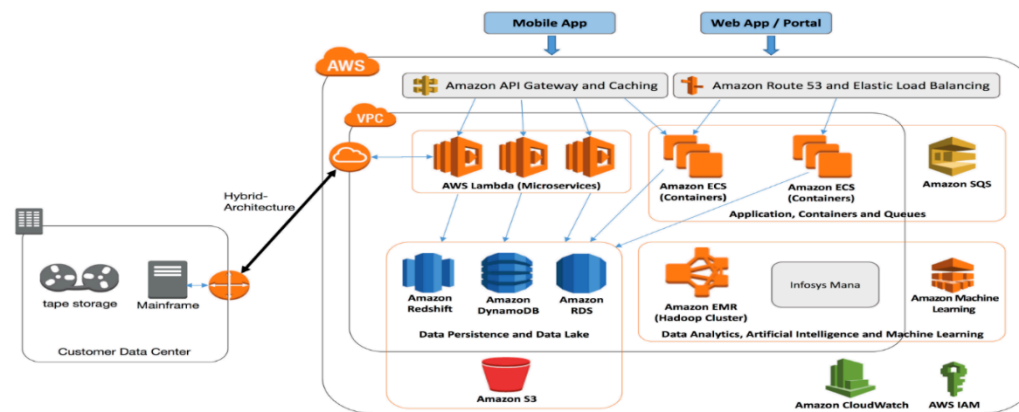 Mobile App
Web App / Portal
AWS
Amazon API Gateway and Caching
Amazon Route 53 and Elastic Load Balancing
VPC
AWS Lambda (Microservices)
Amazon ECS
(Containers)
Amazon ECS
(Containers)
Amazon SQS
Application, Containers and Queues
Hybrid-
Architecture
tape storage
Mainframe
Customer Data Center
Amazon
Redshift
Amazon
DynamoDB
Amazon
RDS
Data Persistence and Data Lake
Amazon EMR
(Hadoop Cluster)
Infosys Mana
Amazon Machine
Learning
Data Analytics, Artificial Intelligence and Machine Learning
Amazon S3
Amazon CloudWatch
AWS IAM